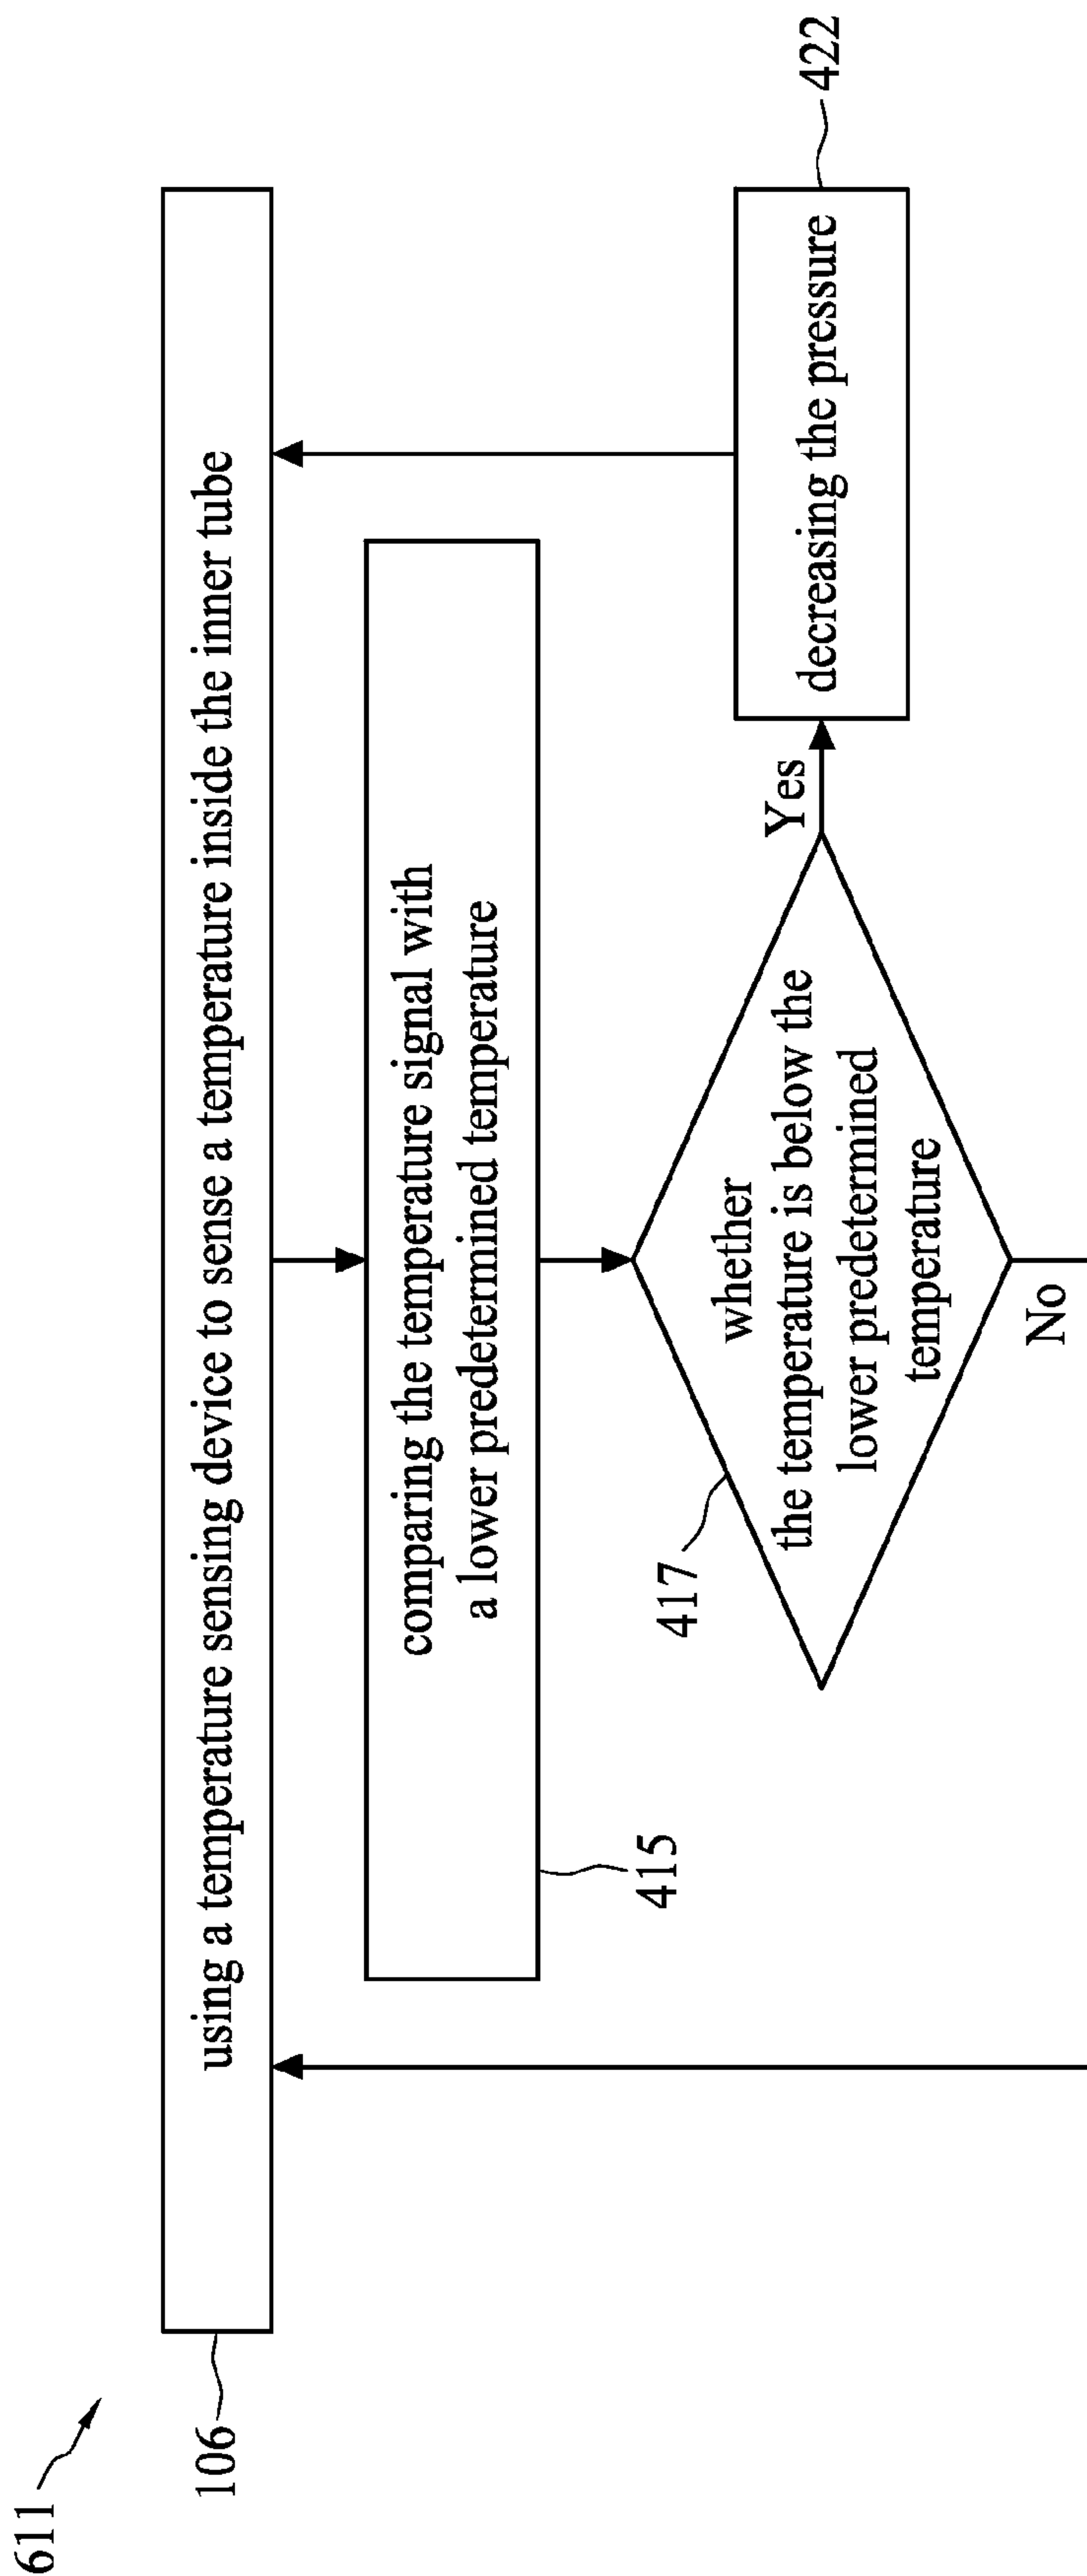 611
106
using a temperature sensing device to sense a temperature inside the inner tube
comparing the temperature signal with
a lower predetermined temperature
415
417
whether
the temperature is below the
lower predetermined
temperature
Yes
decreasing the pressure
422
No